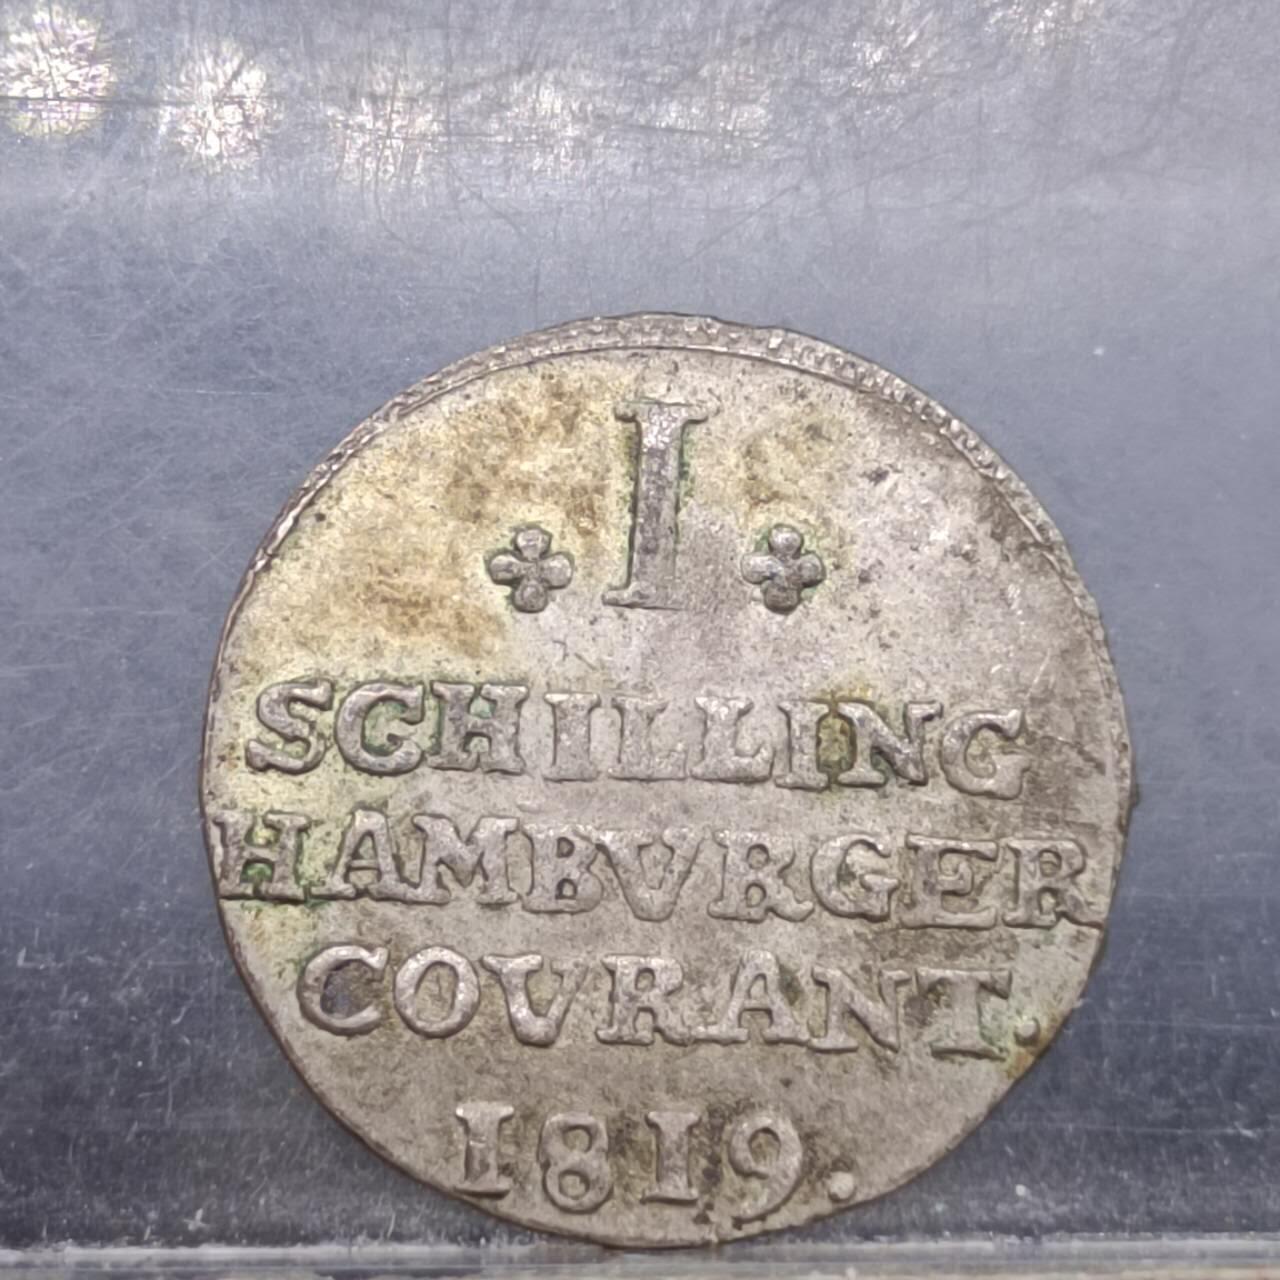 I
SCHILLING
HAMBVRGER
COVRANT.
1819.